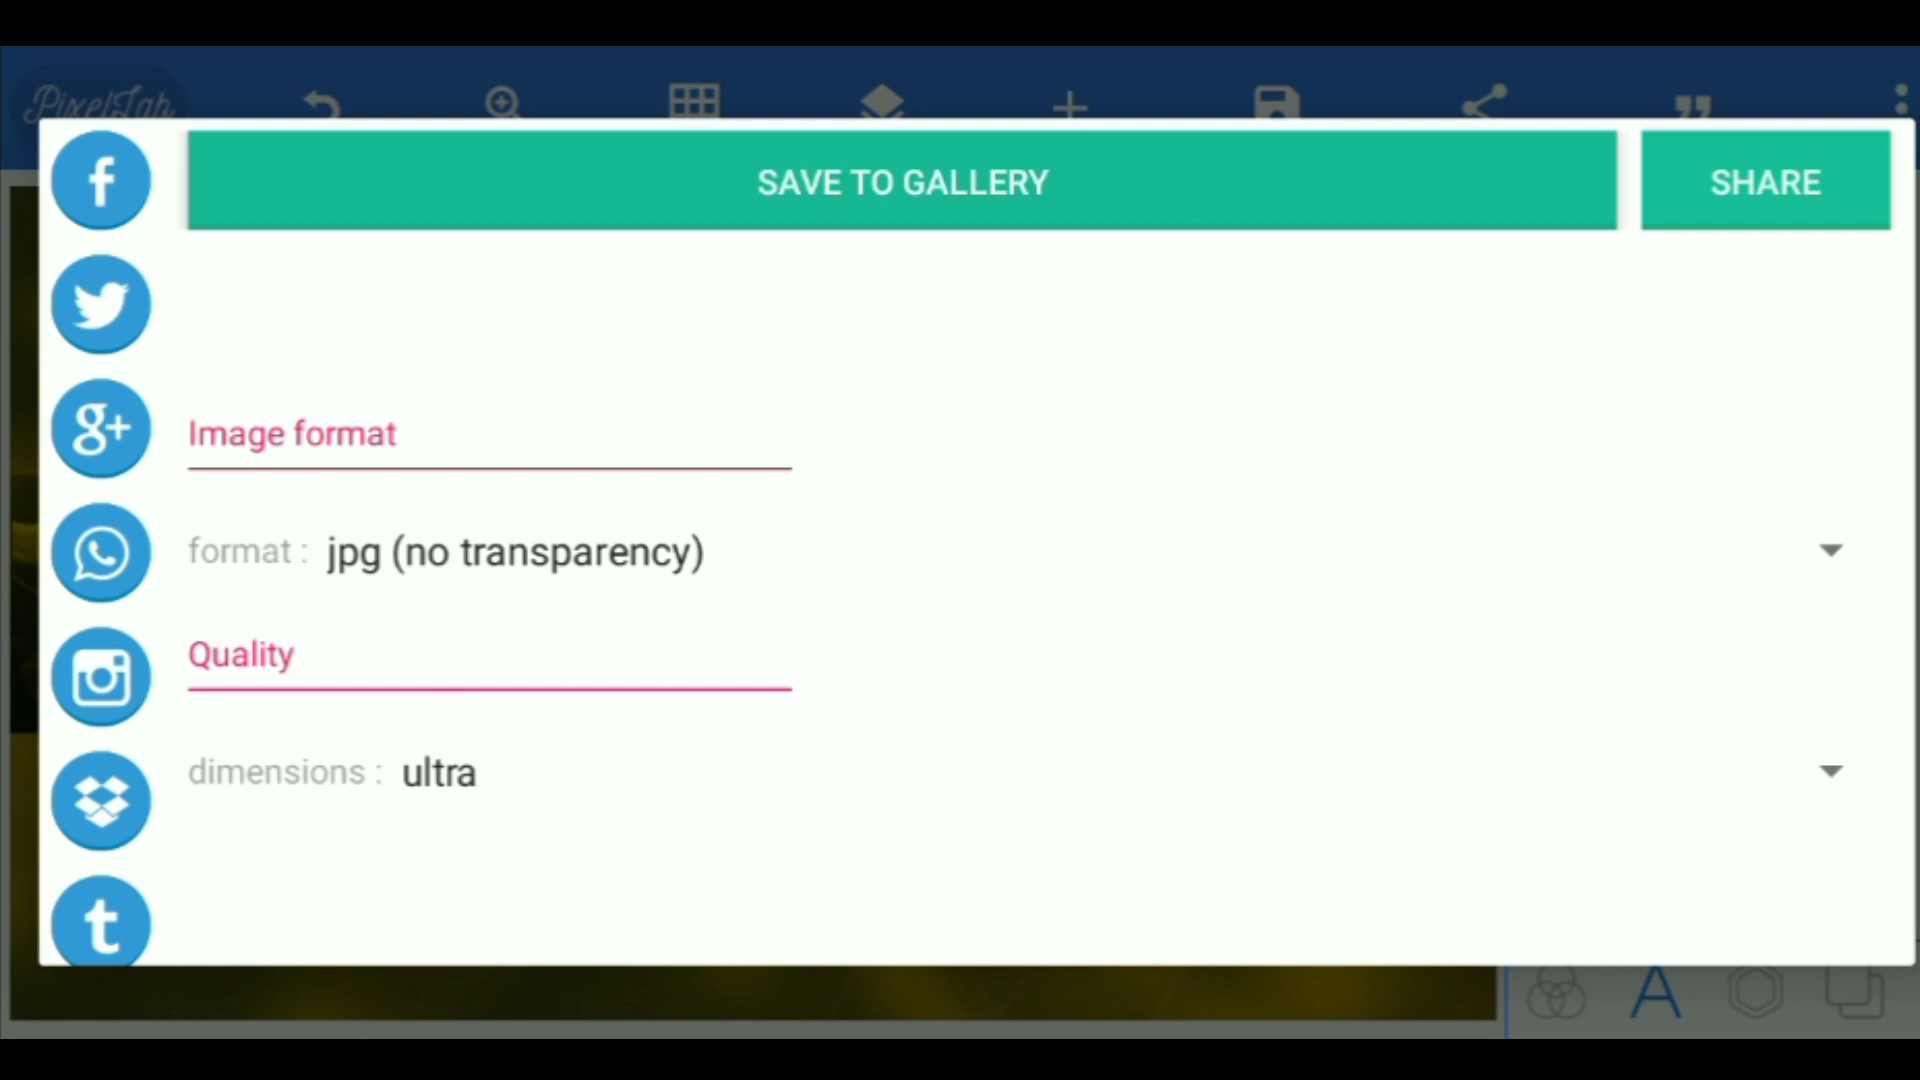 PixelLab
SAVE TO GALLERY
SHARE
Image format
format : jpg (no transparency)
Quality
dimensions : ultra